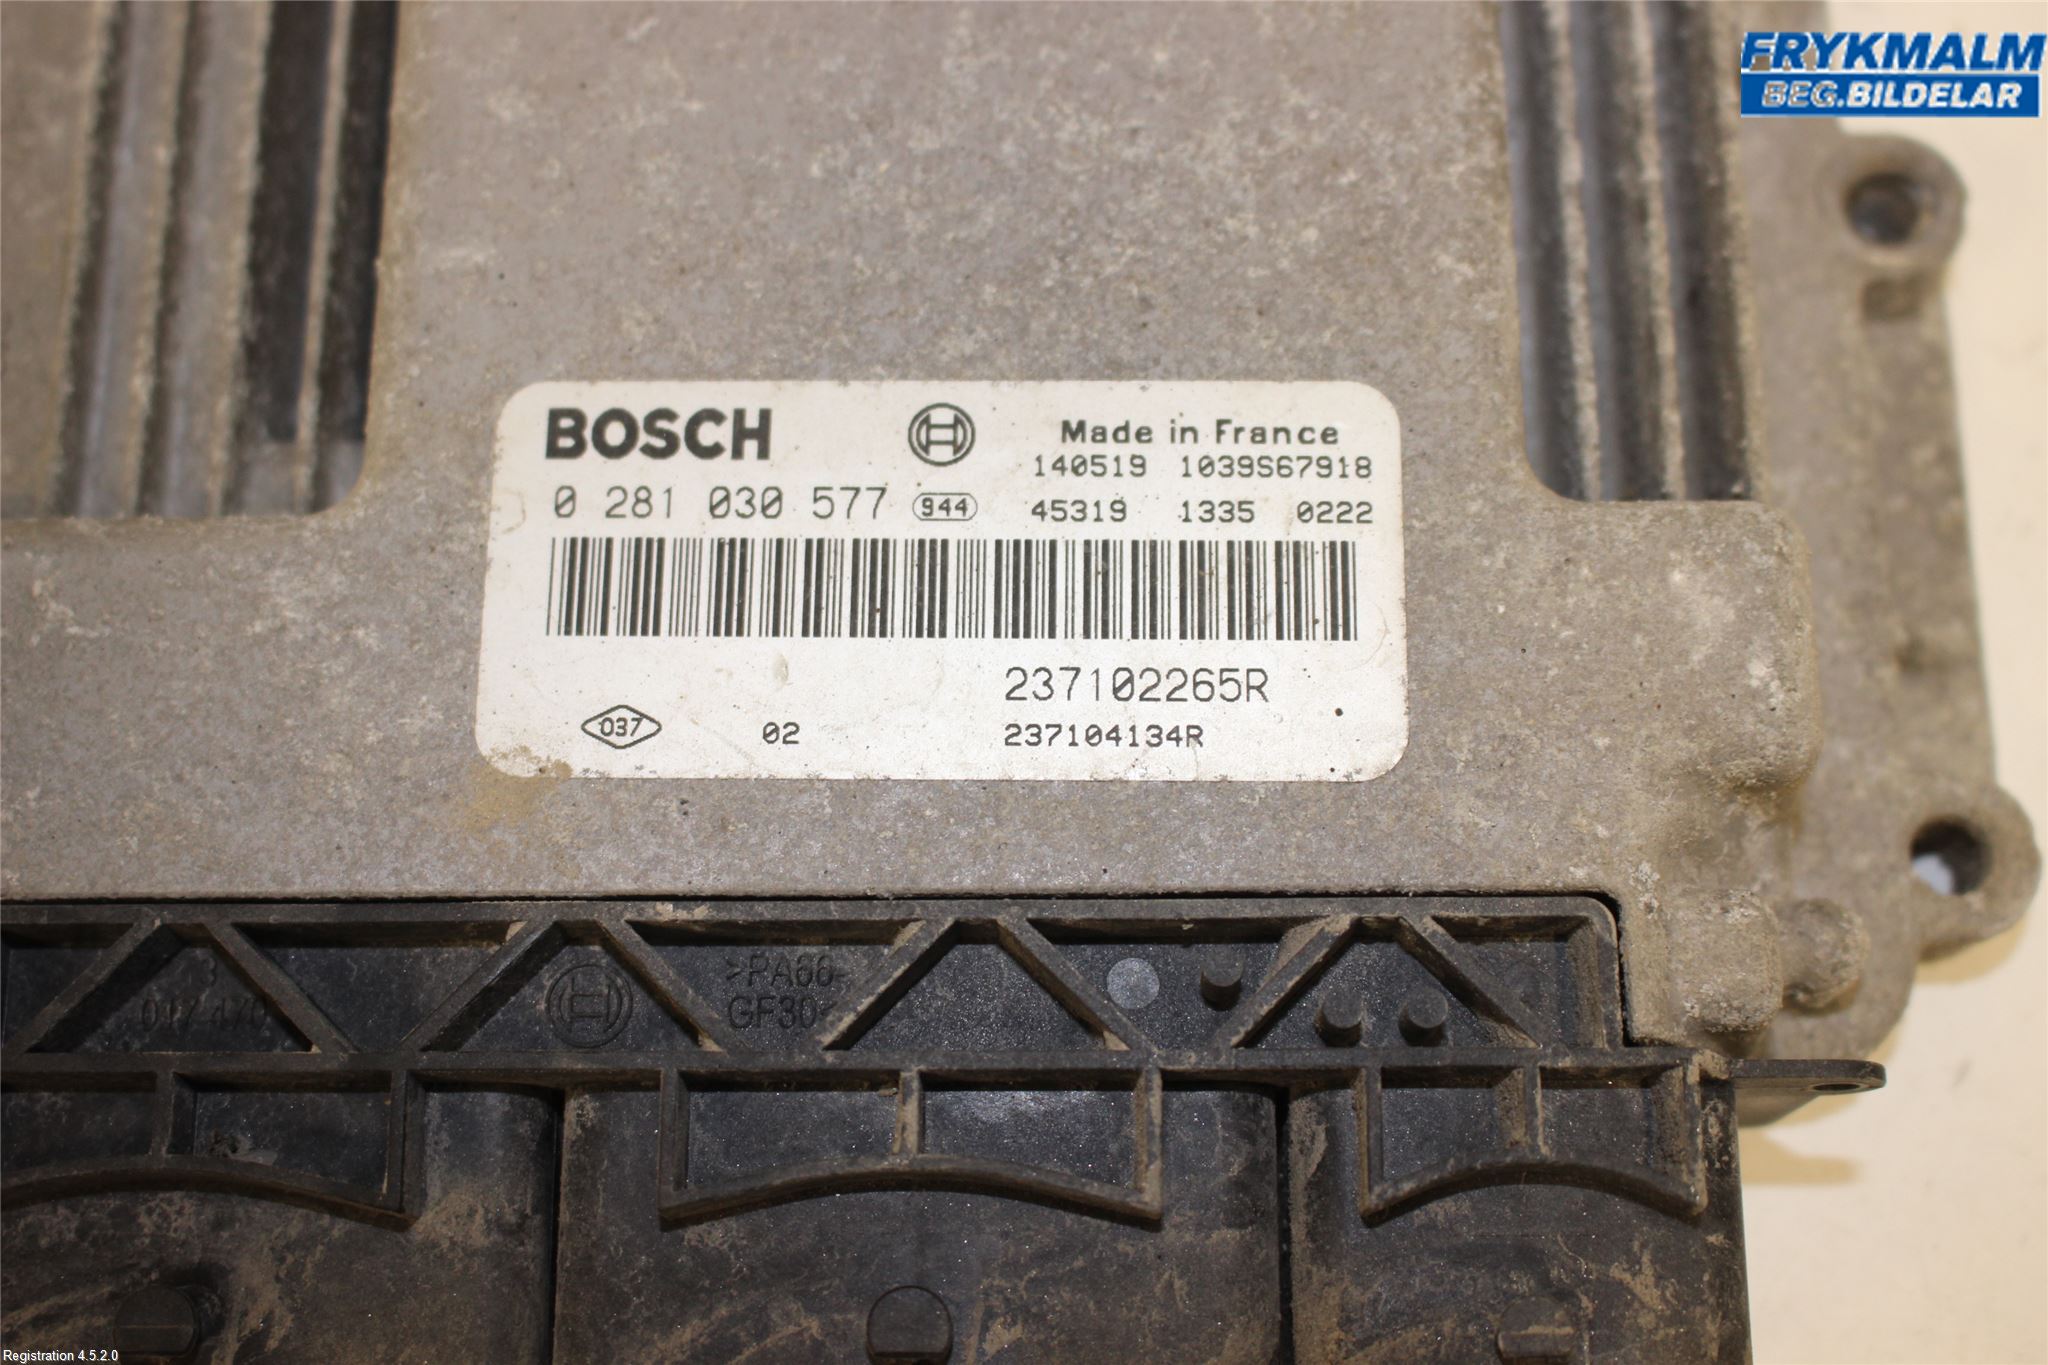 FRYKMALM
BEG.BILDELAR
BOSCH
Made in France
140519 1039S67918
0 281 030 577 944 45319 1335 0222
237102265R
037 02 237104134R
>PA66-
GF30<
Registration 4.5.2.0